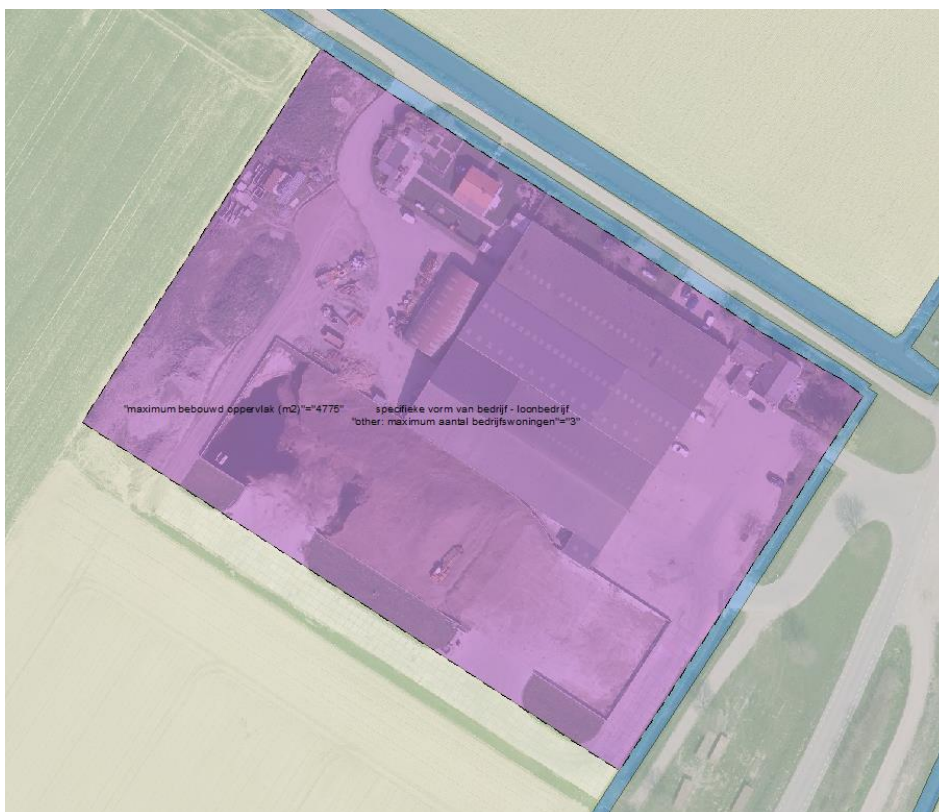 "maximum bebouwd oppervlak (m2)"="4775"
specifieke vorm van bedrijf - loonbedrijf
"other: maximum aantal bedrijfswoningen"="3"